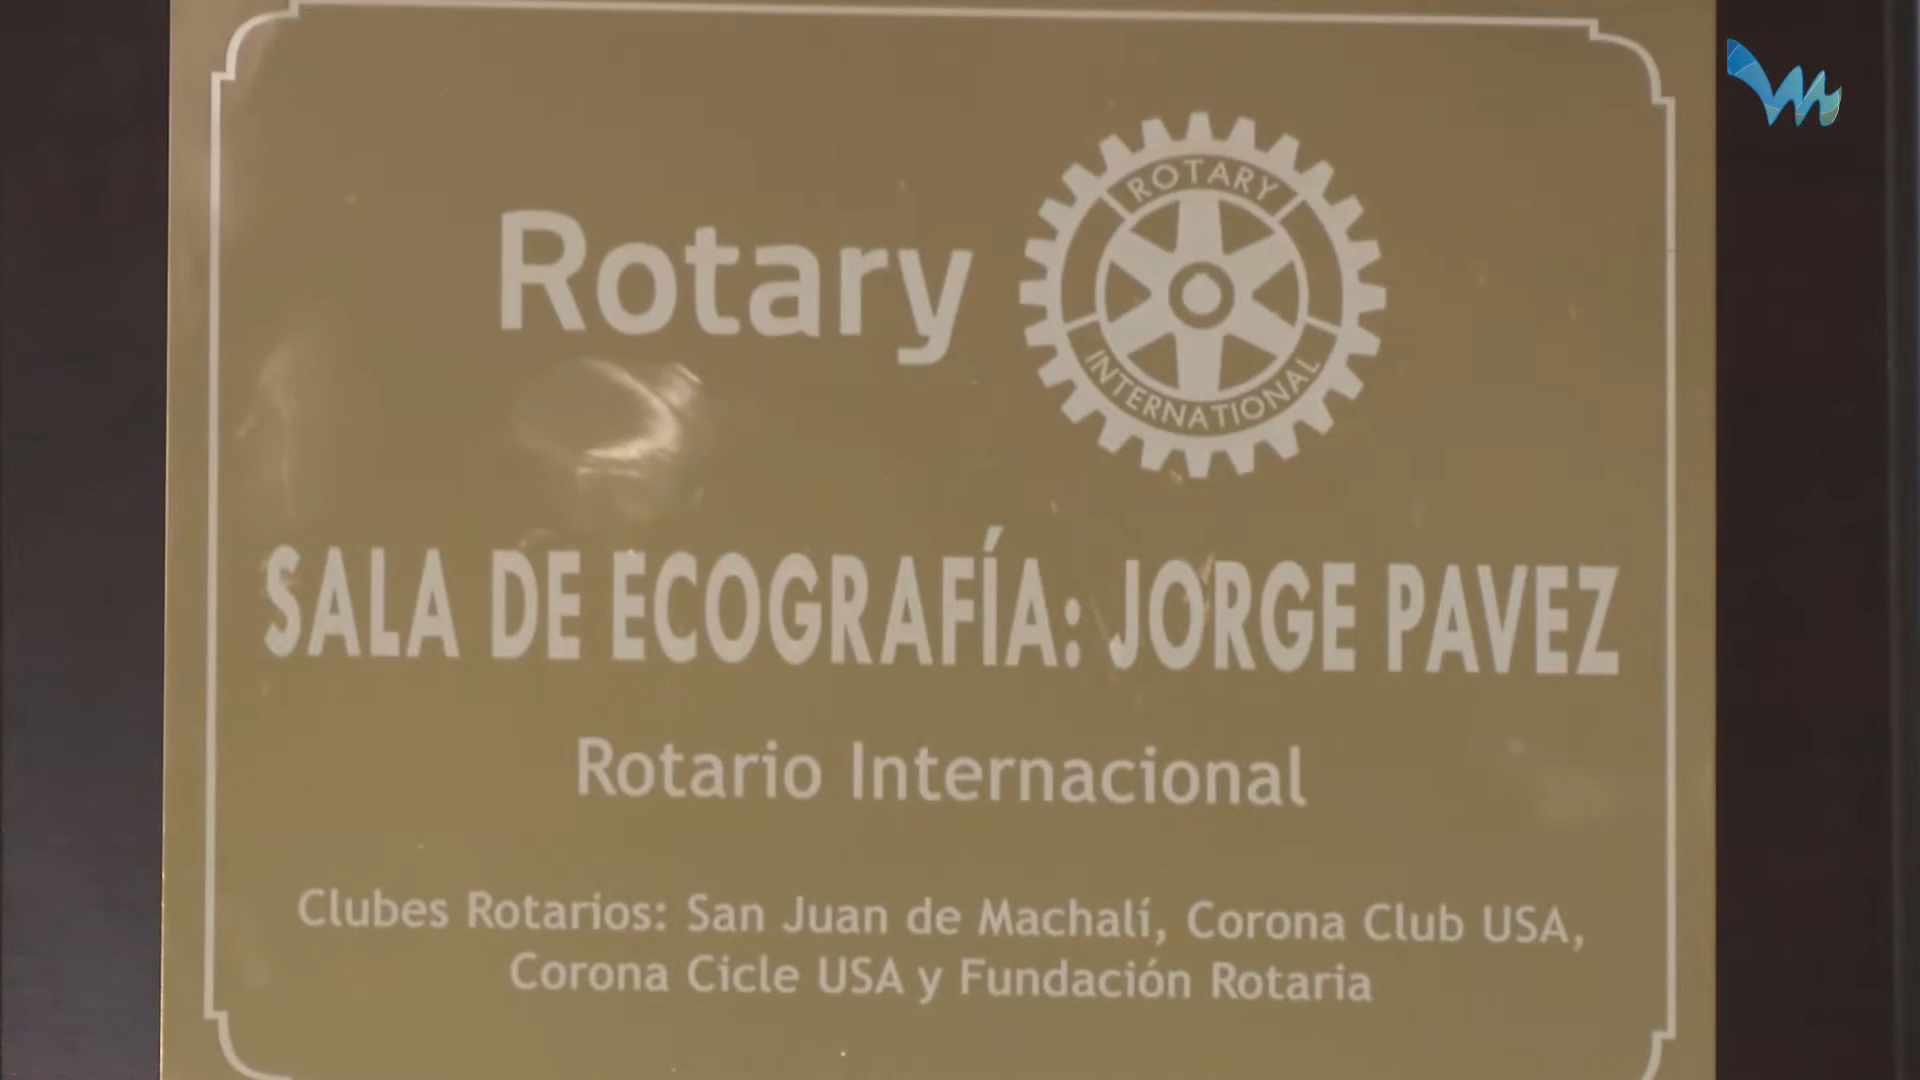 Rotary
ROTARY
INTERNATIONAL
SALA DE ECOGRAFÍA: JORGE PAVEZ
Rotario Internacional
Clubes Rotarios: San Juan de Machalí, Corona Club USA,
Corona Cicle USA y Fundación Rotaria